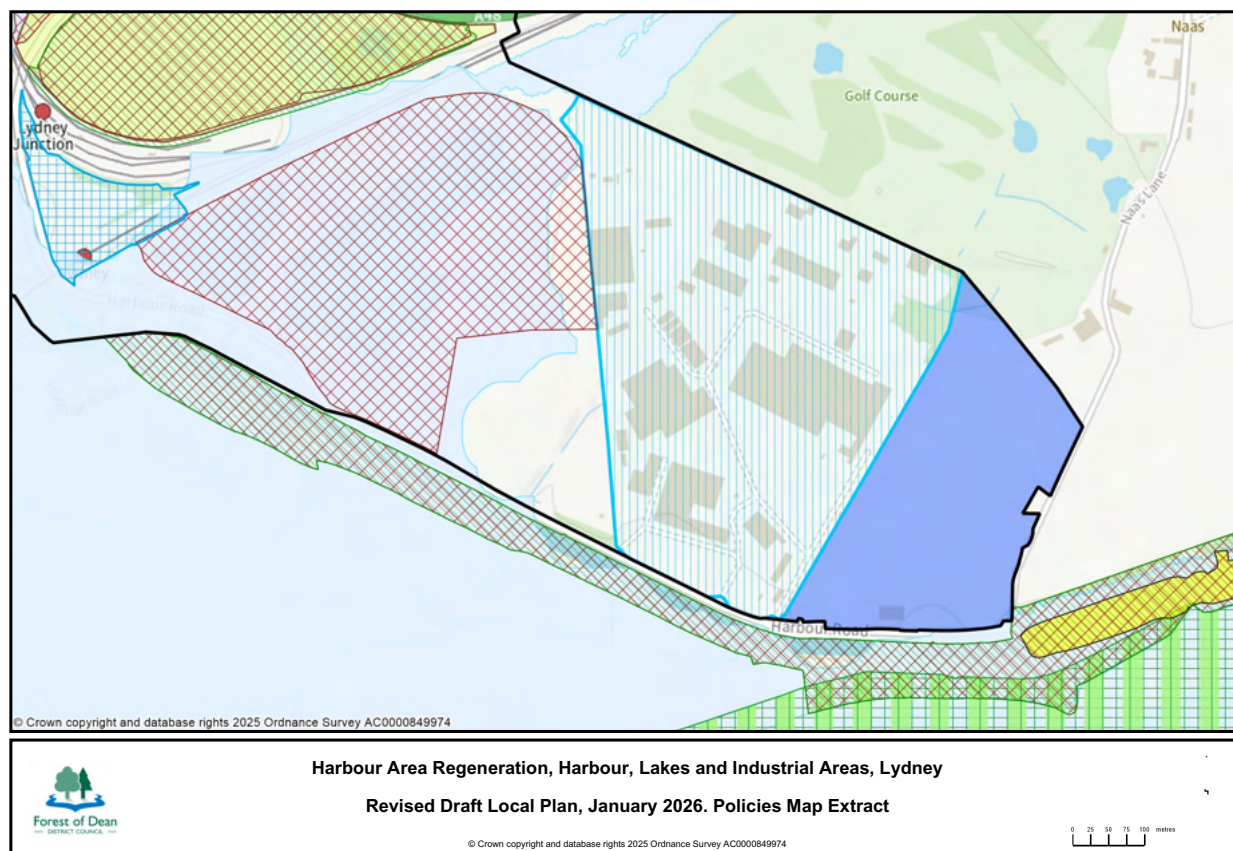 A48
Naas
Golf Course
Lydney
Junction
Naas Lane
Harbour Road
Harbour Road
© Crown copyright and database rights 2025 Ordnance Survey AC0000849974
Harbour Area Regeneration, Harbour, Lakes and Industrial Areas, Lydney
Revised Draft Local Plan, January 2026. Policies Map Extract
Forest of Dean
DISTRICT COUNCIL
© Crown copyright and database rights 2025 Ordnance Survey AC0000849974
0 25 50 75 100 metres